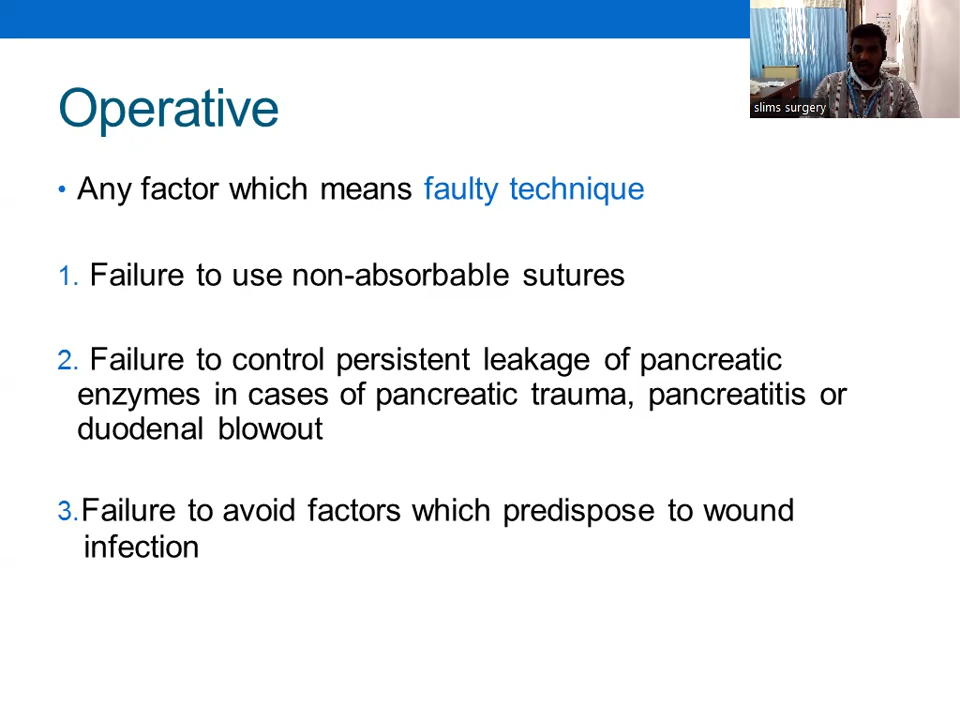 slims surgery
Operative
• Any factor which means faulty technique
1. Failure to use non-absorbable sutures
2. Failure to control persistent leakage of pancreatic
enzymes in cases of pancreatic trauma, pancreatitis or
duodenal blowout
3.Failure to avoid factors which predispose to wound
infection